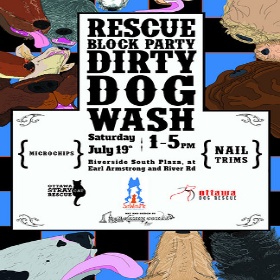 RESCUE
BLOCK PARTY
DIRTY
DOG
WASH
Saturday
July 19th
1-5PM
MICROCHIPS
Riverside South Plaza, at
Earl Armstrong and River Rd
NAIL
TRIMS
OTTAWA
STRAY CAT
RESCUE
ottawa
DOG RESCUE